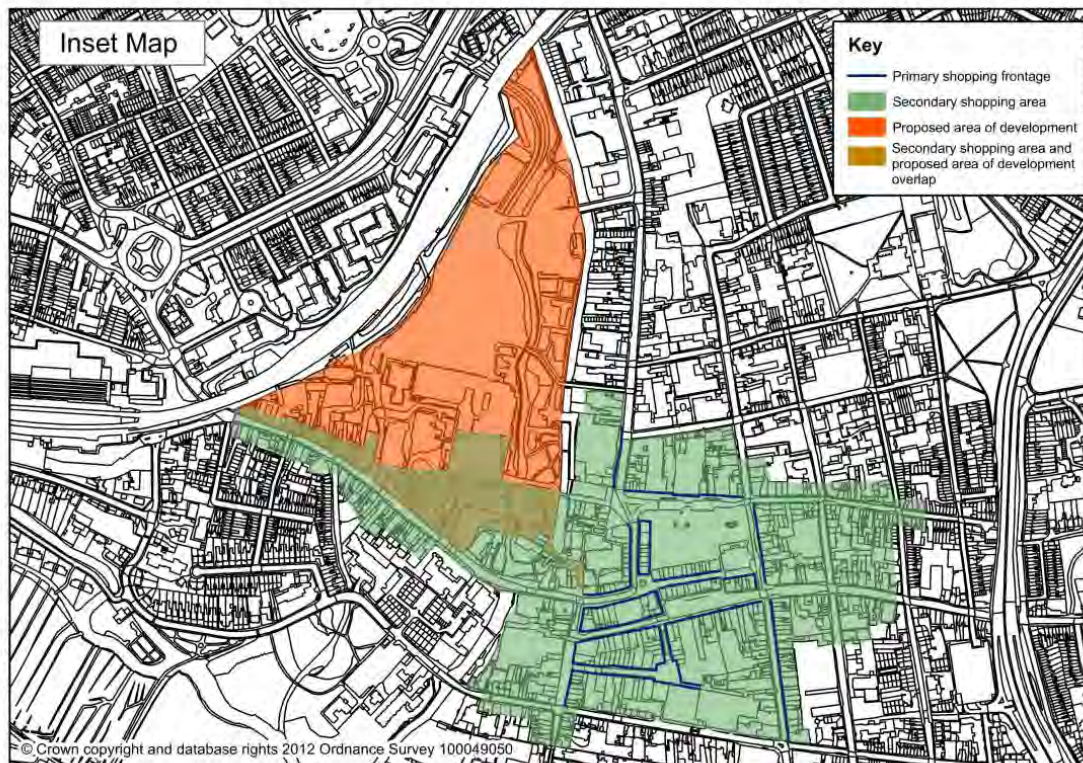 Inset Map
Key
Primary shopping frontage
Secondary shopping area
Proposed area of development
Secondary shopping area and
proposed area of development
overlap
© Crown copyright and database rights 2012 Ordnance Survey 100049050